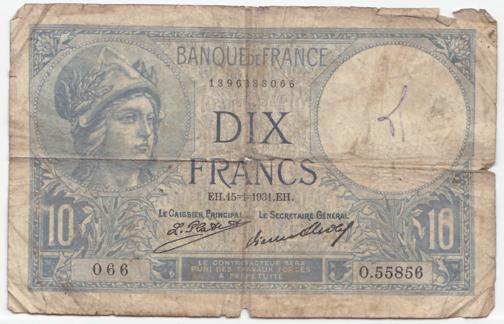 BANQUE DE FRANCE
1396383066
DIX
FRANCS
EH.15=1=1931.EH.
LE CAISSIER PRINCIPAL LE SECRÉTAIRE GÉNÉRAL
10 10
066 O.55856
LE CONTREFACTEUR SERA
PUNI DES TRAVAUX FORCÉS
À PERPÉTUITÉ